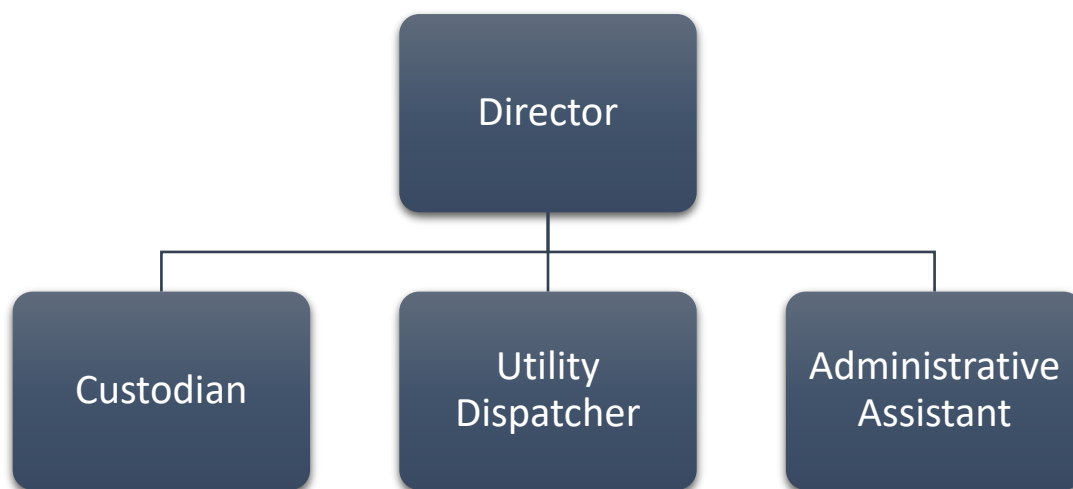 Director
Custodian
Utility
Dispatcher
Administrative
Assistant